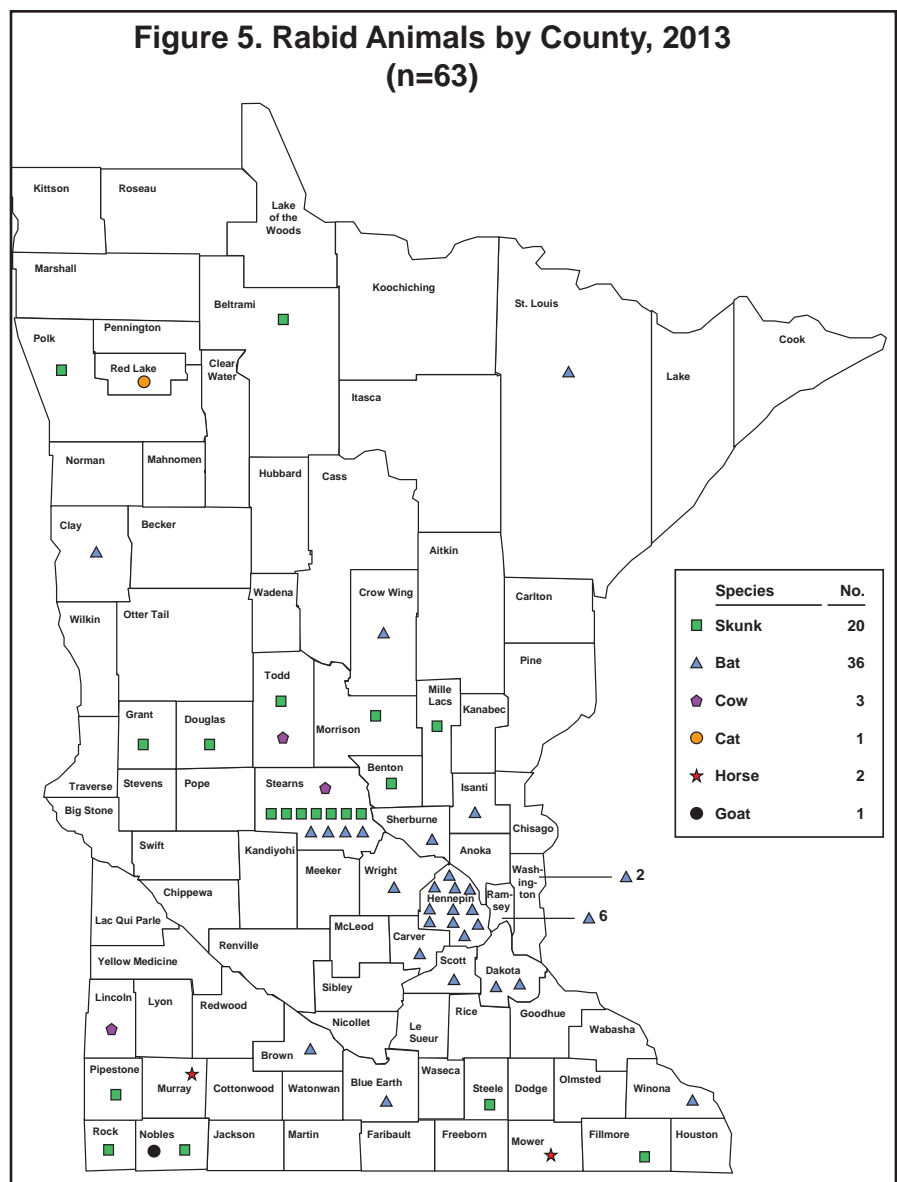 Figure 5. Rabid Animals by County, 2013
(n=63)
Kittson
Roseau
Lake
of the
Woods
Marshall
Koochiching
St. Louis
Beltrami
Pennington
Polk
Cook
Red Lake
Clear
Water
Lake
Itasca
Norman
Mahnomen
Hubbard
Cass
Clay
Becker
Aitkin
Wadena
Crow Wing
Carlton
Wilkin
Otter Tail
Pine
Todd
Mille
Lacs
Kanabec
Grant
Douglas
Morrison
Benton
Traverse
Stevens
Pope
Stearns
Isanti
Big Stone
Sherburne
Chisago
Swift
Kandiyohi
Anoka
Meeker
Wright
Wash-
ing-
ton
2
Chippewa
Hennepin
Ram-
sey
6
Lac Qui Parle
McLeod
Carver
Renville
Yellow Medicine
Scott
Dakota
Sibley
Lincoln
Lyon
Redwood
Nicollet
Le
Sueur
Rice
Goodhue
Wabasha
Brown
Pipestone
Murray
Cottonwood
Watonwan
Blue Earth
Waseca
Steele
Dodge
Olmsted
Winona
Rock
Nobles
Jackson
Martin
Faribault
Freeborn
Mower
Fillmore
Houston
Species No.
Skunk 20
Bat 36
Cow 3
Cat 1
Horse 2
Goat 1